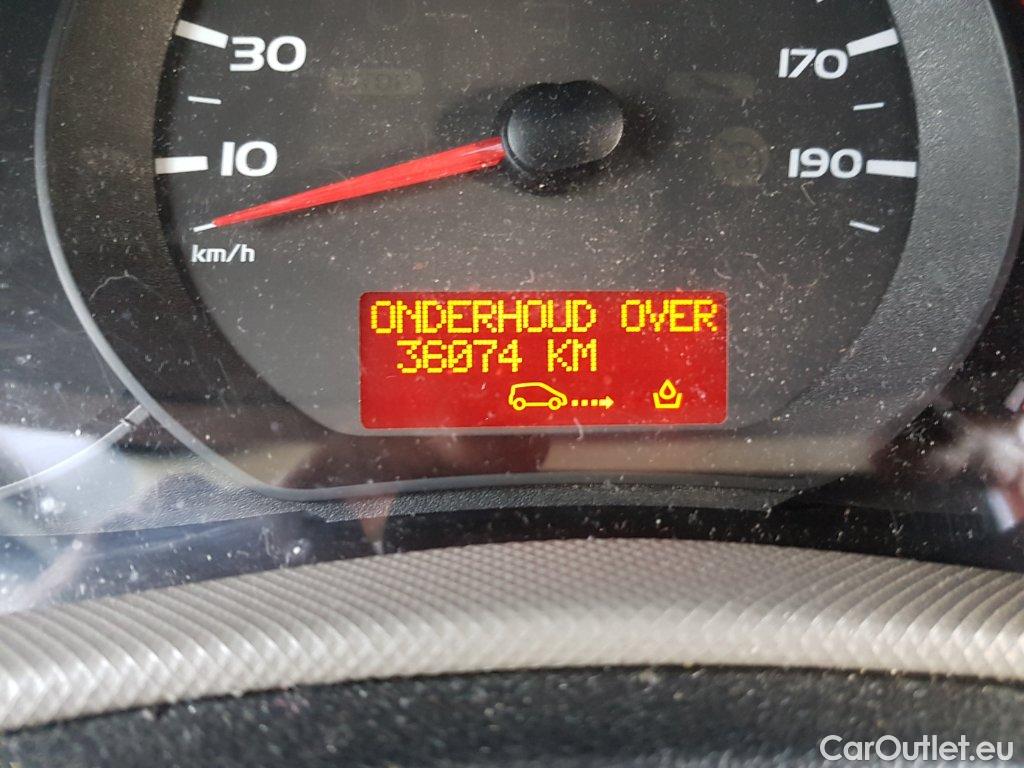 30
170
10
190
km/h
ONDERHOUD OVER
36074 KM
CarOutlet.eu